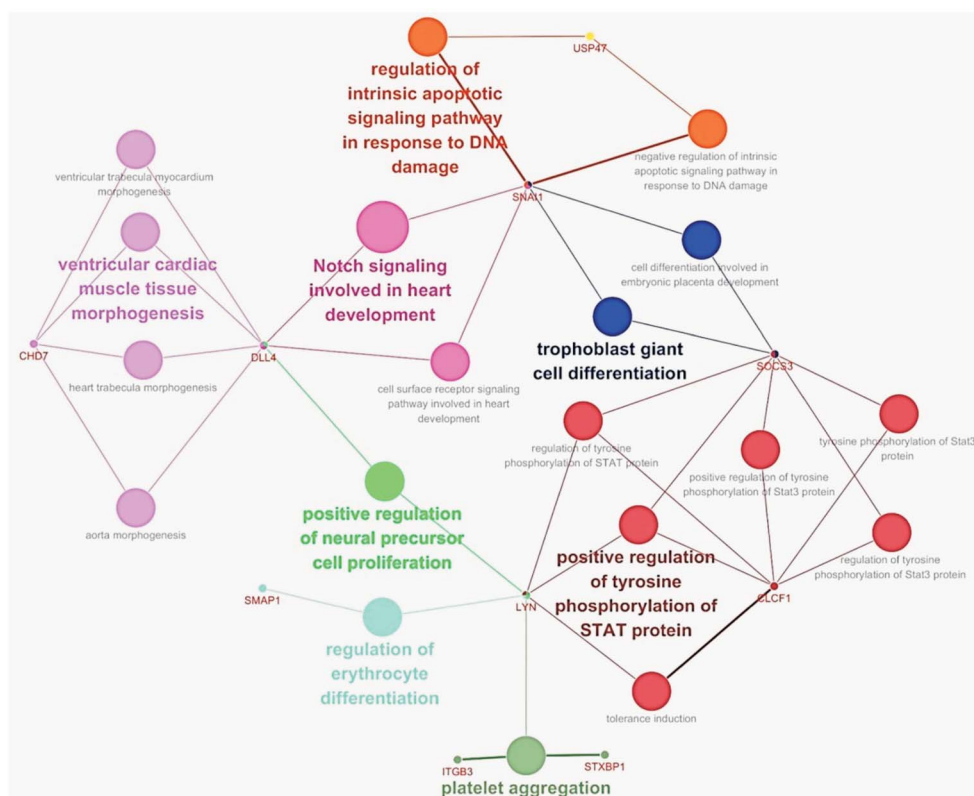 USP47
regulation of
intrinsic apoptotic
signaling pathway
in response to DNA
damage
negative regulation of intrinsic
apoptotic signaling pathway in
response to DNA damage
ventricular trabecula myocardium
morphogenesis
SNAI1
ventricular cardiac
muscle tissue
morphogenesis
Notch signaling
involved in heart
development
cell differentiation involved in
embryonic placenta development
CHD7
DLL4
trophoblast giant
cell differentiation
SOCS3
heart trabecula morphogenesis
cell surface receptor signaling
pathway involved in heart
development
regulation of tyrosine
phosphorylation of STAT protein
positive regulation of tyrosine
phosphorylation of Stat3 protein
tyrosine phosphorylation of Stat3
protein
aorta morphogenesis
positive regulation
of neural precursor
cell proliferation
positive regulation
of tyrosine
phosphorylation of
STAT protein
regulation of tyrosine
phosphorylation of Stat3 protein
SMAP1
LYN
CLCF1
regulation of
erythrocyte
differentiation
tolerance induction
ITGB3
STXBP1
platelet aggregation